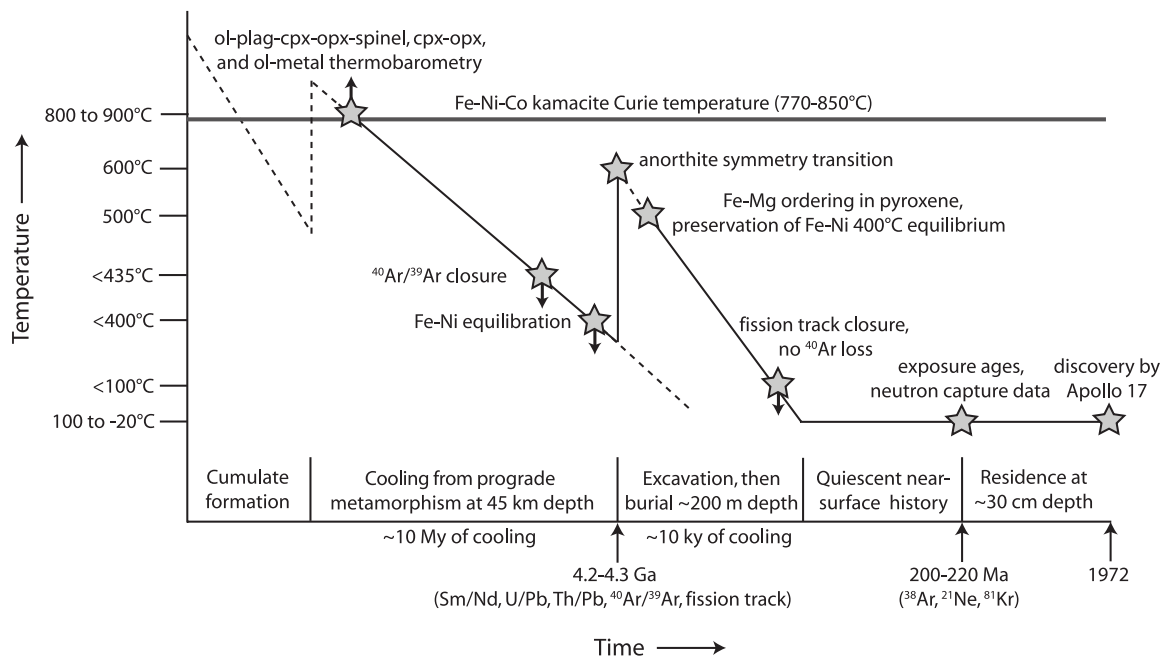 ol-plag-cpx-opx-spinel, cpx-opx,
and ol-metal thermobarometry
Fe-Ni-Co kamacite Curie temperature (770-850°C)
800 to 900°C
600°C
500°C
<435°C
<400°C
<100°C
100 to -20°C
Temperature
anorthite symmetry transition
Fe-Mg ordering in pyroxene,
preservation of Fe-Ni 400°C equilibrium
⁴⁰Ar/³⁹Ar closure
Fe-Ni equilibration
fission track closure,
no ⁴⁰Ar loss
exposure ages,
neutron capture data
discovery by
Apollo 17
Cumulate
formation
Cooling from prograde
metamorphism at 45 km depth
Excavation, then
burial ~200 m depth
Quiescent near-
surface history
Residence at
~30 cm depth
~10 My of cooling
~10 ky of cooling
4.2-4.3 Ga
(Sm/Nd, U/Pb, Th/Pb, ⁴⁰Ar/³⁹Ar, fission track)
200-220 Ma
(³⁸Ar, ²¹Ne, ⁸¹Kr)
1972
Time